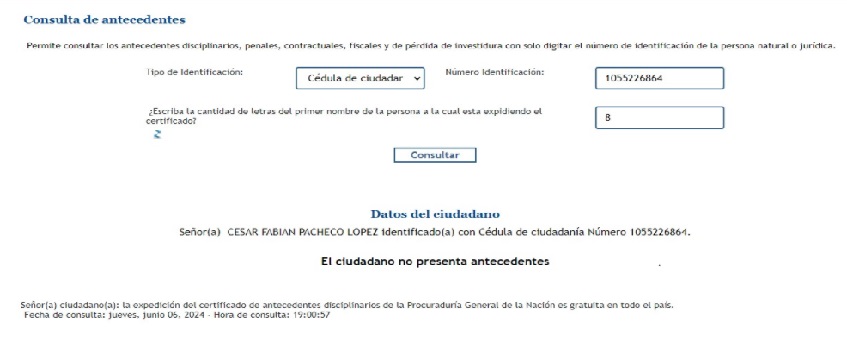 Consulta de antecedentes
Permite consultar los antecedentes disciplinarios, penales, contractuales, fiscales y de pérdida de investidura con solo digitar el número de identificación de la persona natural o jurídica.
Tipo de Identificación: Cédula de ciudadar Número Identificación: 1055226864
¿Escriba la cantidad de letras del primer nombre de la persona a la cual esta expidiendo el 8
certificado?
Consultar
Datos del ciudadano
Señor(a) CESAR FABIAN PACHECO LOPEZ identificado(a) con Cédula de ciudadanía Número 1055226864.
El ciudadano no presenta antecedentes
Señor(a) ciudadano(a): la expedición del certificado de antecedentes disciplinarios de la Procuraduría General de la Nación es gratuita en todo el país.
Fecha de consulta: jueves, junio 06, 2024 - Hora de consulta: 19:00:57